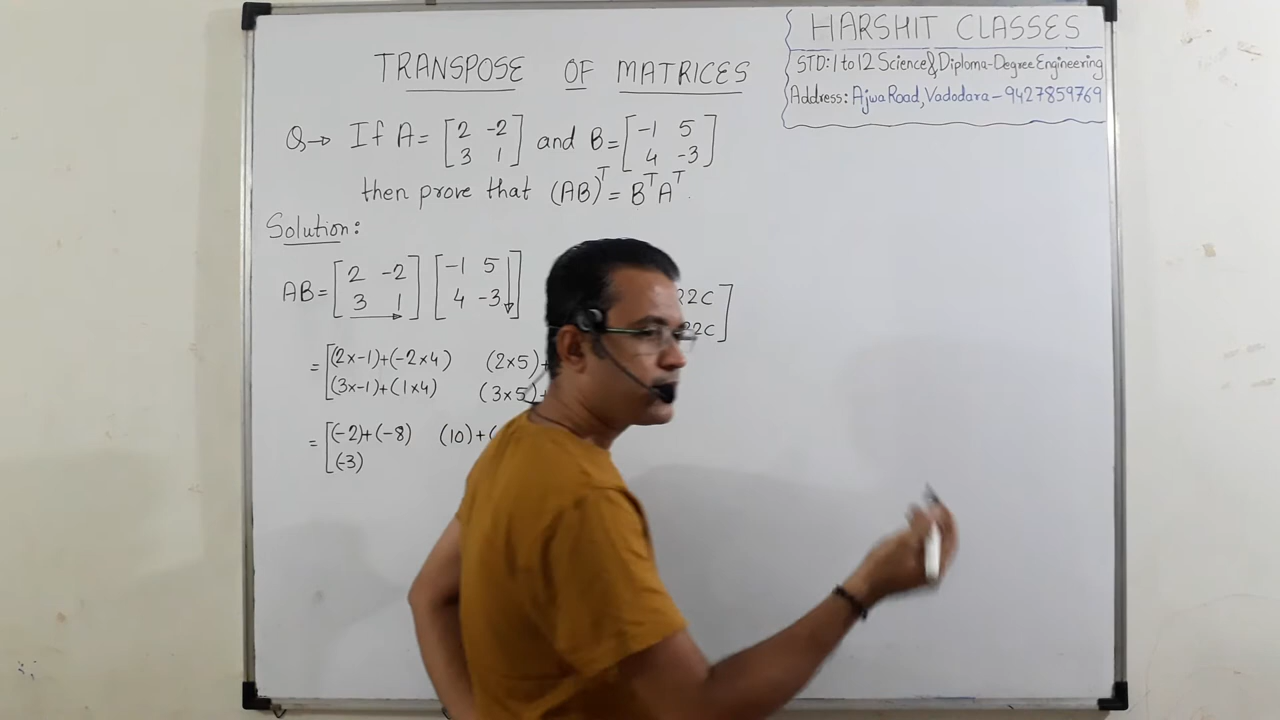 HARSHIT CLASSES
STD: 1 to 12 Science & Diploma-Degree Engineering
Address: Ajwa Road, Vadodara - 9427859769
TRANSPOSE OF MATRICES
Q→ If A = [2 -2
3 1] and B = [-1 5
4 -3]
then prove that (AB)ᵀ = BᵀAᵀ.
Solution:
AB = [2 -2
3 1] [-1 5
4 -3]
R2C
R2C]
= [(2×-1)+(-2×4) (2×5)+
(3×-1)+(1×4) (3×5)+
= [(-2)+(-8) (10)+(
(-3)